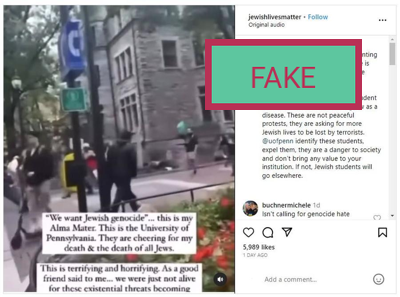 jewishlivesmatter • Follow
Original audio
FAKE
disease. These are not peaceful
protests, they are asking for more
Jewish lives to be lost by terrorists.
@uofpenn identify these students,
expel them, they are a danger to society
and don't bring any value to your
institution. If not, Jewish students will
go elsewhere.
buchnermichele 1d
Isn't calling for genocide hate
5,989 likes
1 DAY AGO
Add a comment...
"We want Jewish genocide"... this is my
Alma Mater. This is the University of
Pennsylvania. They are cheering for my
death & the death of all Jews.
This is terrifying and horrifying. As a good
friend said to me... we were just not alive
for these existential threats becoming